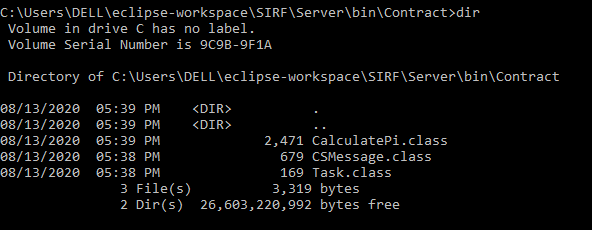 C:\Users\DELL\eclipse-workspace\SIRF\Server\bin\Contract>dir
 Volume in drive C has no label.
 Volume Serial Number is 9C9B-9F1A

 Directory of C:\Users\DELL\eclipse-workspace\SIRF\Server\bin\Contract

08/13/2020  05:39 PM    <DIR>          .
08/13/2020  05:39 PM    <DIR>          ..
08/13/2020  05:39 PM             2,471 CalculatePi.class
08/13/2020  05:38 PM               679 CSMessage.class
08/13/2020  05:38 PM               169 Task.class
               3 File(s)          3,319 bytes
               2 Dir(s)  26,603,220,992 bytes free